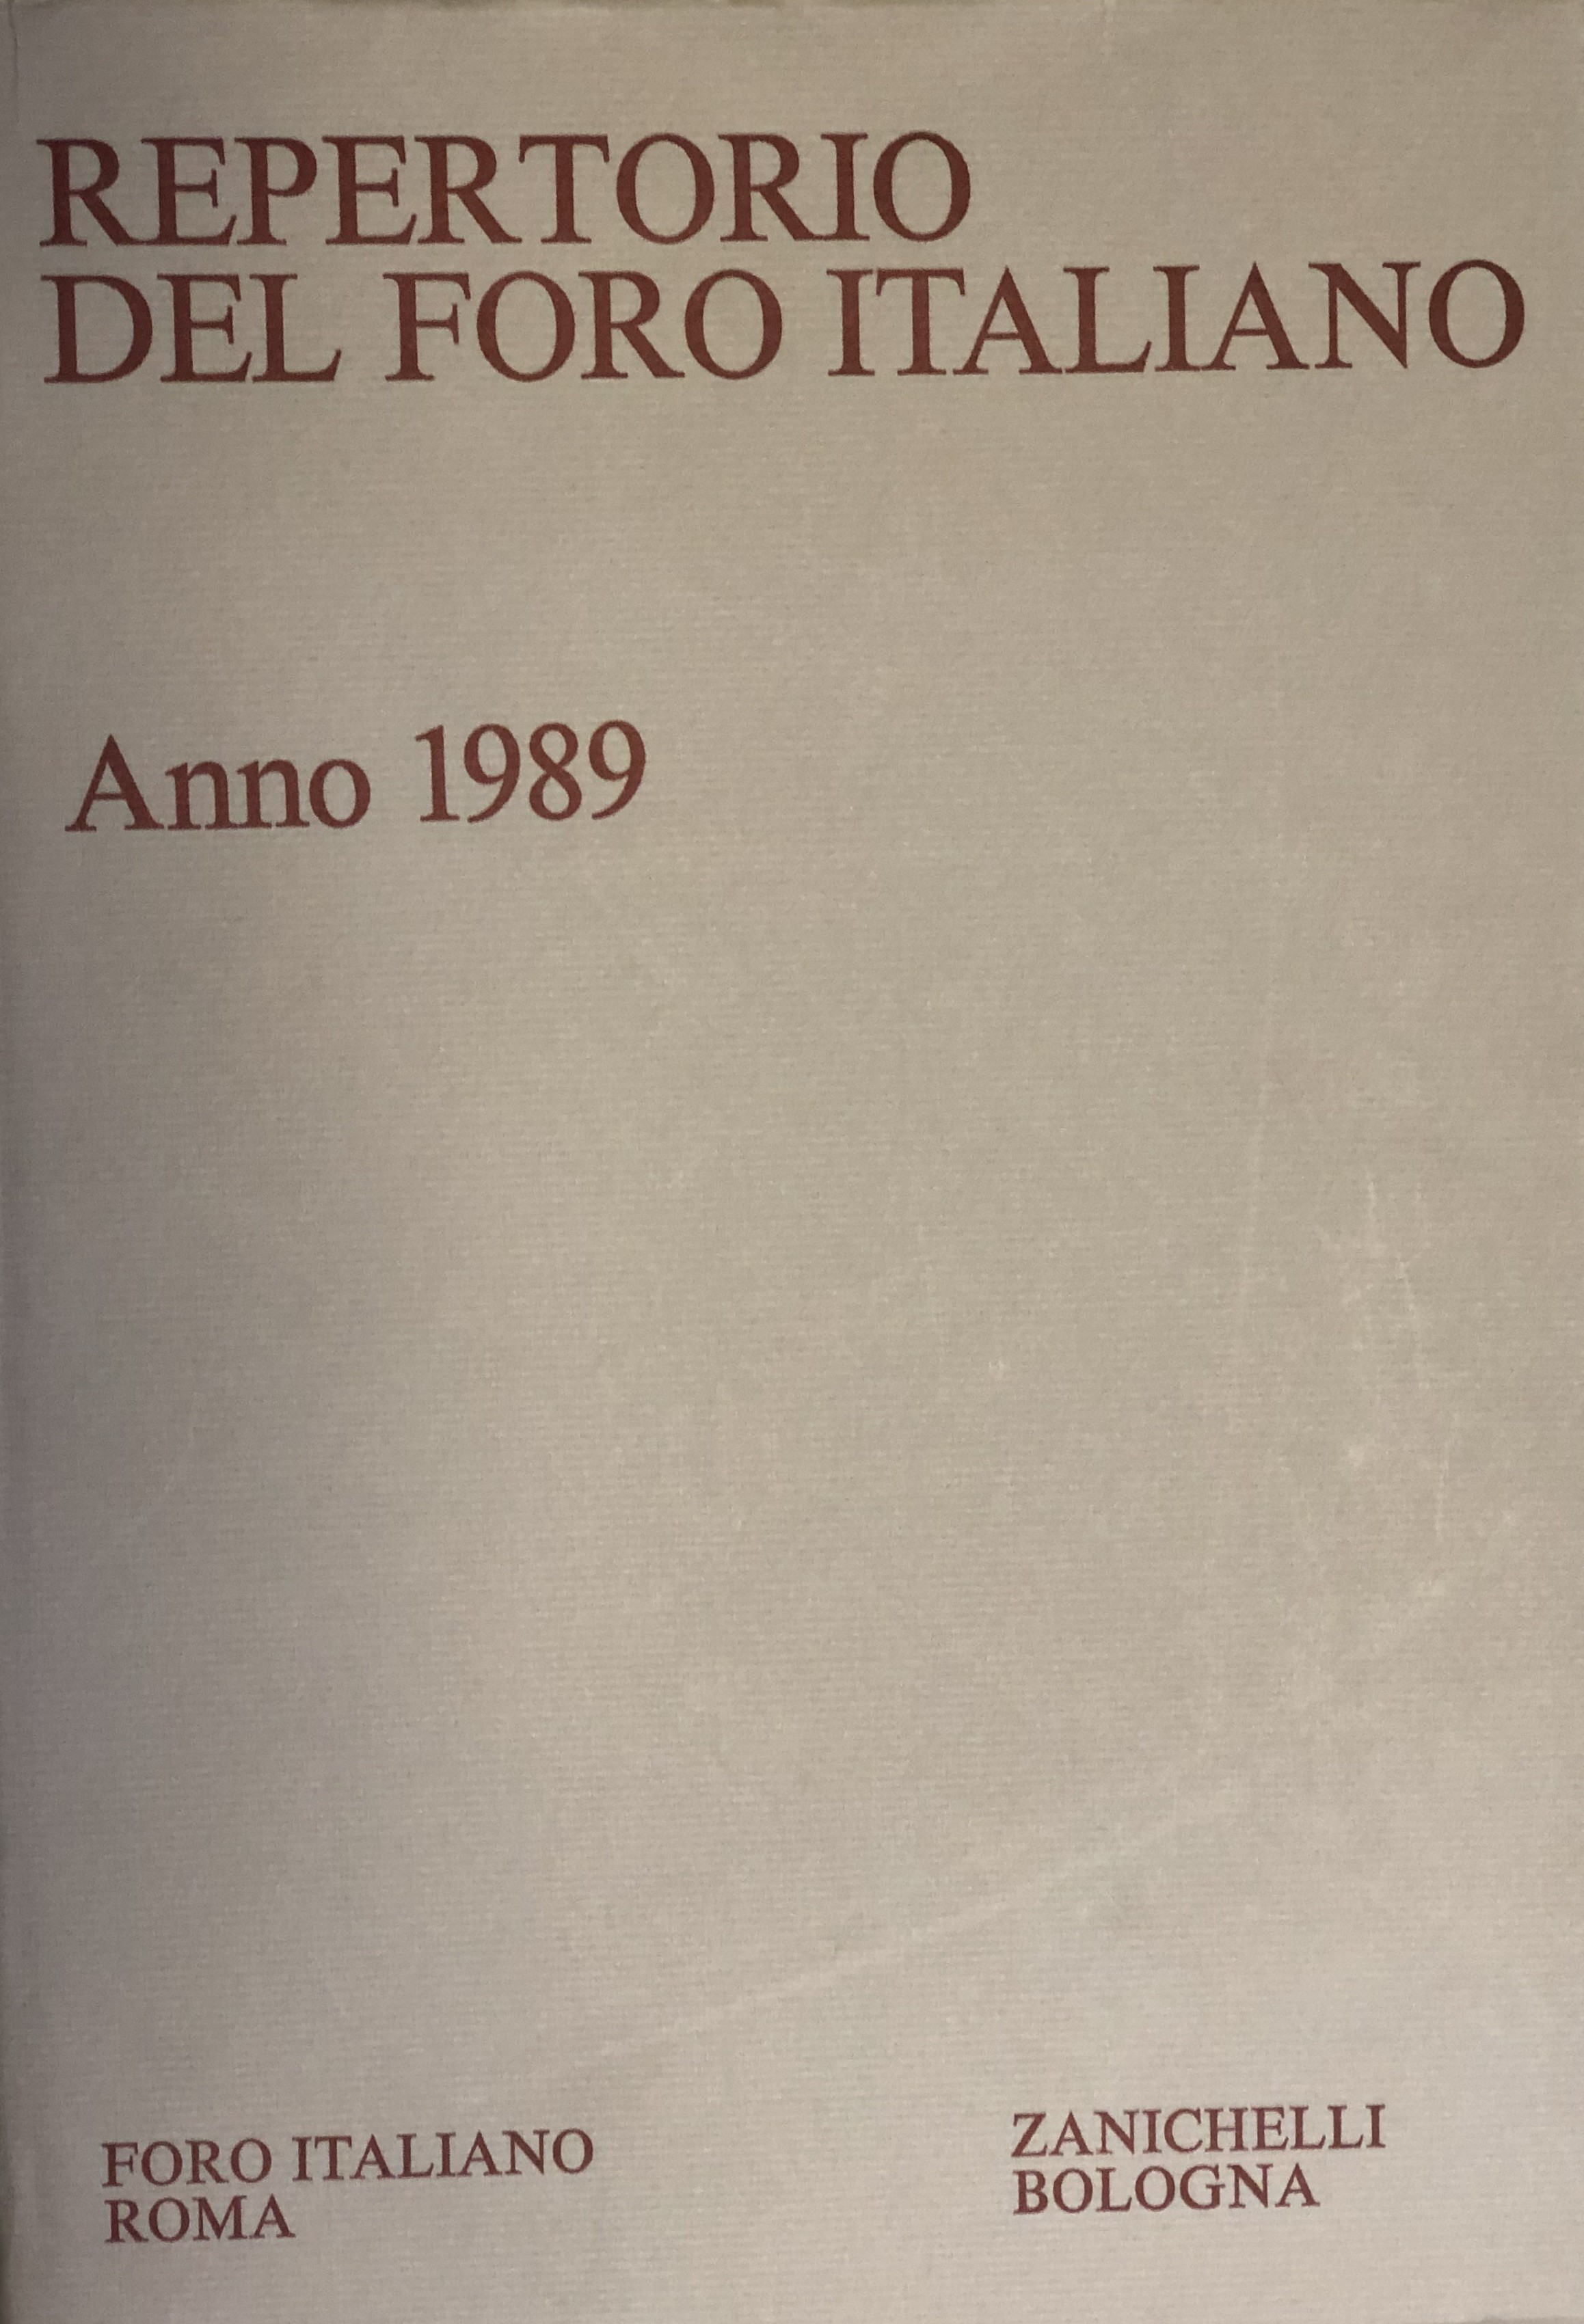 REPERTORIO
DEL FORO ITALIANO
Anno 1989
FORO ITALIANO
ROMA
ZANICHELLI
BOLOGNA